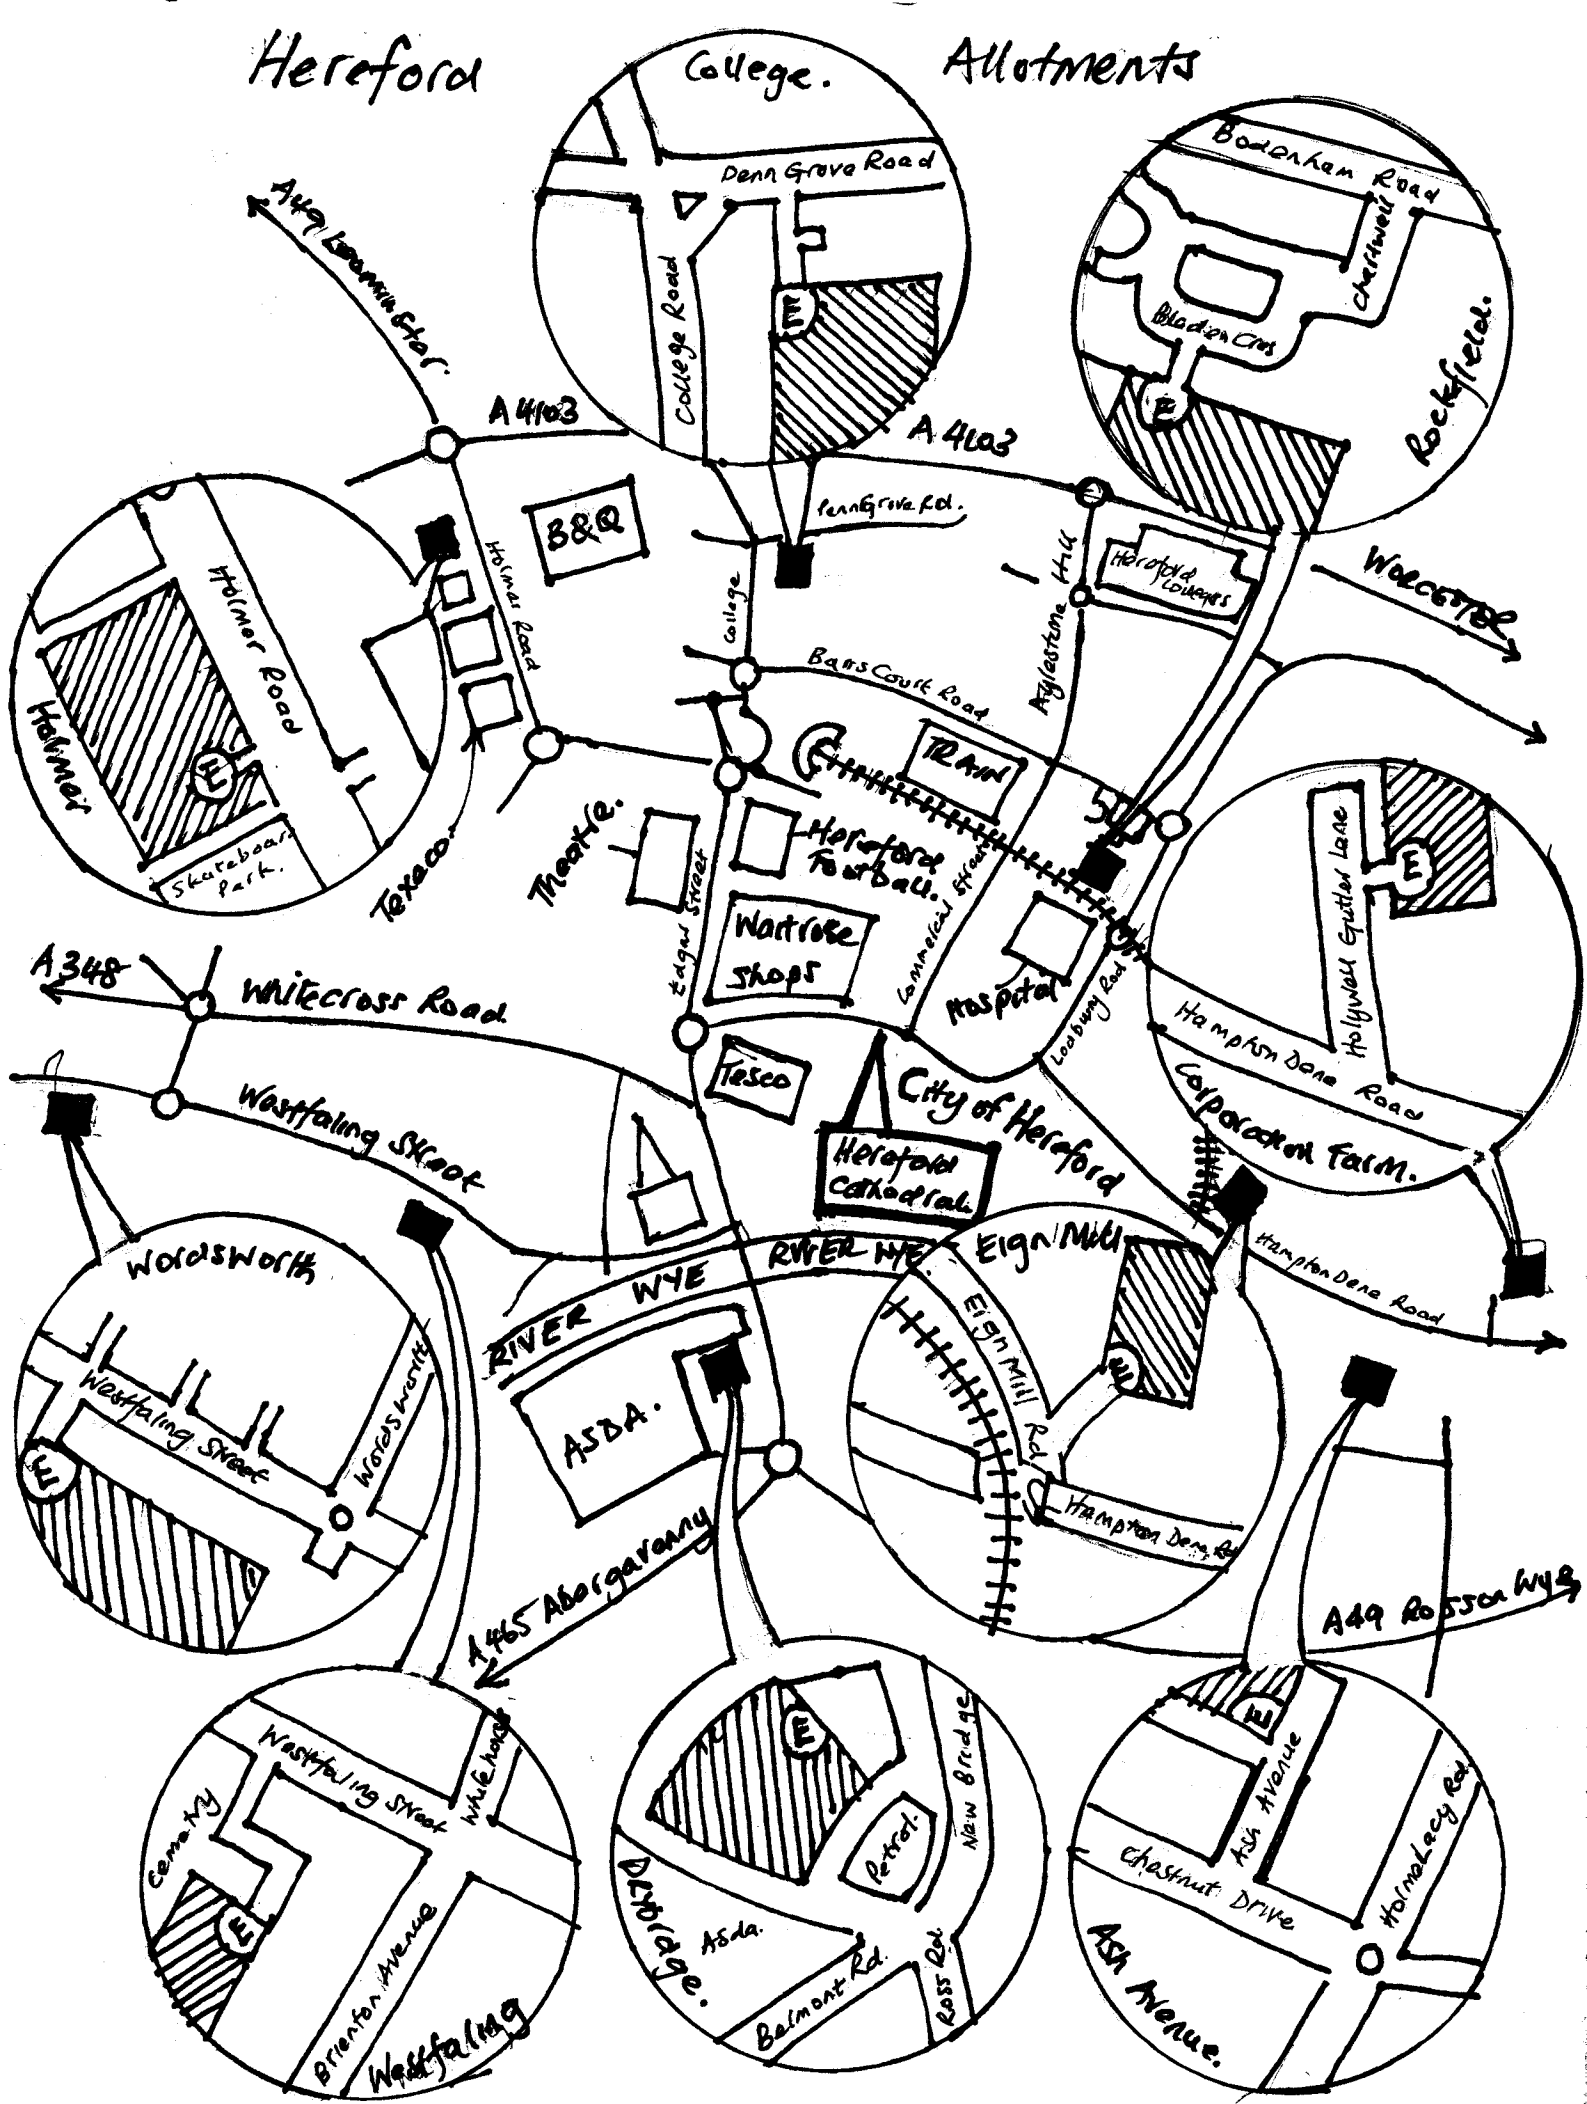 Hereford
College.
Allotments
Penn Grove Road
College Road
E
Bodenham Road
Chartwell
Bladon Cres
E
Rockfield.
A49 Leominster.
A4103
A4103
Penn Grove Rd.
B&Q
Holmer Road
College
Aylestone Hill
Hereford
Colleges
WORCESTER
Holmer Road
Holmer
E
Skateboard
Park.
Texaco.
Barrs Court Road
TRAIN
Theatre.
Hereford
Football.
Edgar Street
Waitrose
Shops
Commercial Street
Hospital
Ledbury Road
Holywell Gutter Lane
E
Hampton Dene Road
Corporation Farm.
A348
Whitecross Road
Westfaling Street
Tesco
City of Hereford
Hereford
Cathedral.
Wordsworth
Westfaling Street
Wordsworth
E
RIVER WYE
RIVER WYE.
ASDA.
Eign Mill
Eign Mill Rd
E
Hampton Dene Rd
Hampton Dene Road
A465 Abergavenny
A49 Ross on Wye
Westfaling Street
Whitehorse
Cemetry
E
Brienton Avenue
Westfaling
E
New Bridge
Petrol.
Drybridge.
Asda.
Belmont Rd.
Ross Rd.
E
Ash Avenue
Chestnut Drive
Holme Lacy Rd.
Ash Avenue.